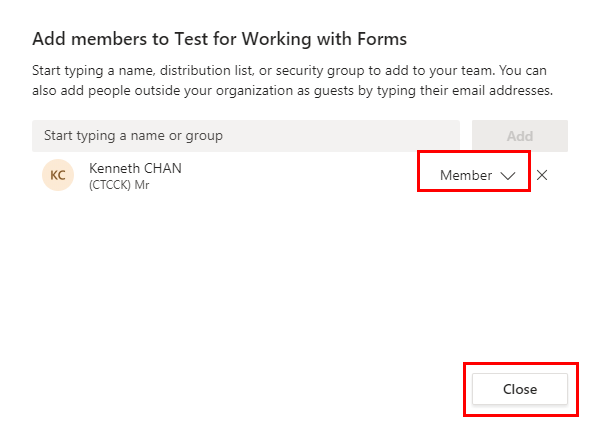 Add members to Test for Working with Forms
Start typing a name, distribution list, or security group to add to your team. You can
also add people outside your organization as guests by typing their email addresses.
Start typing a name or group
Add
KC
Kenneth CHAN
(CTCCK) Mr
Member
Close